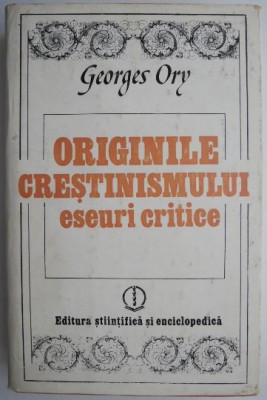 Georges Ory
ORIGINILE
CREȘTINISMULUI
eseuri critice
Editura științifică și enciclopedică